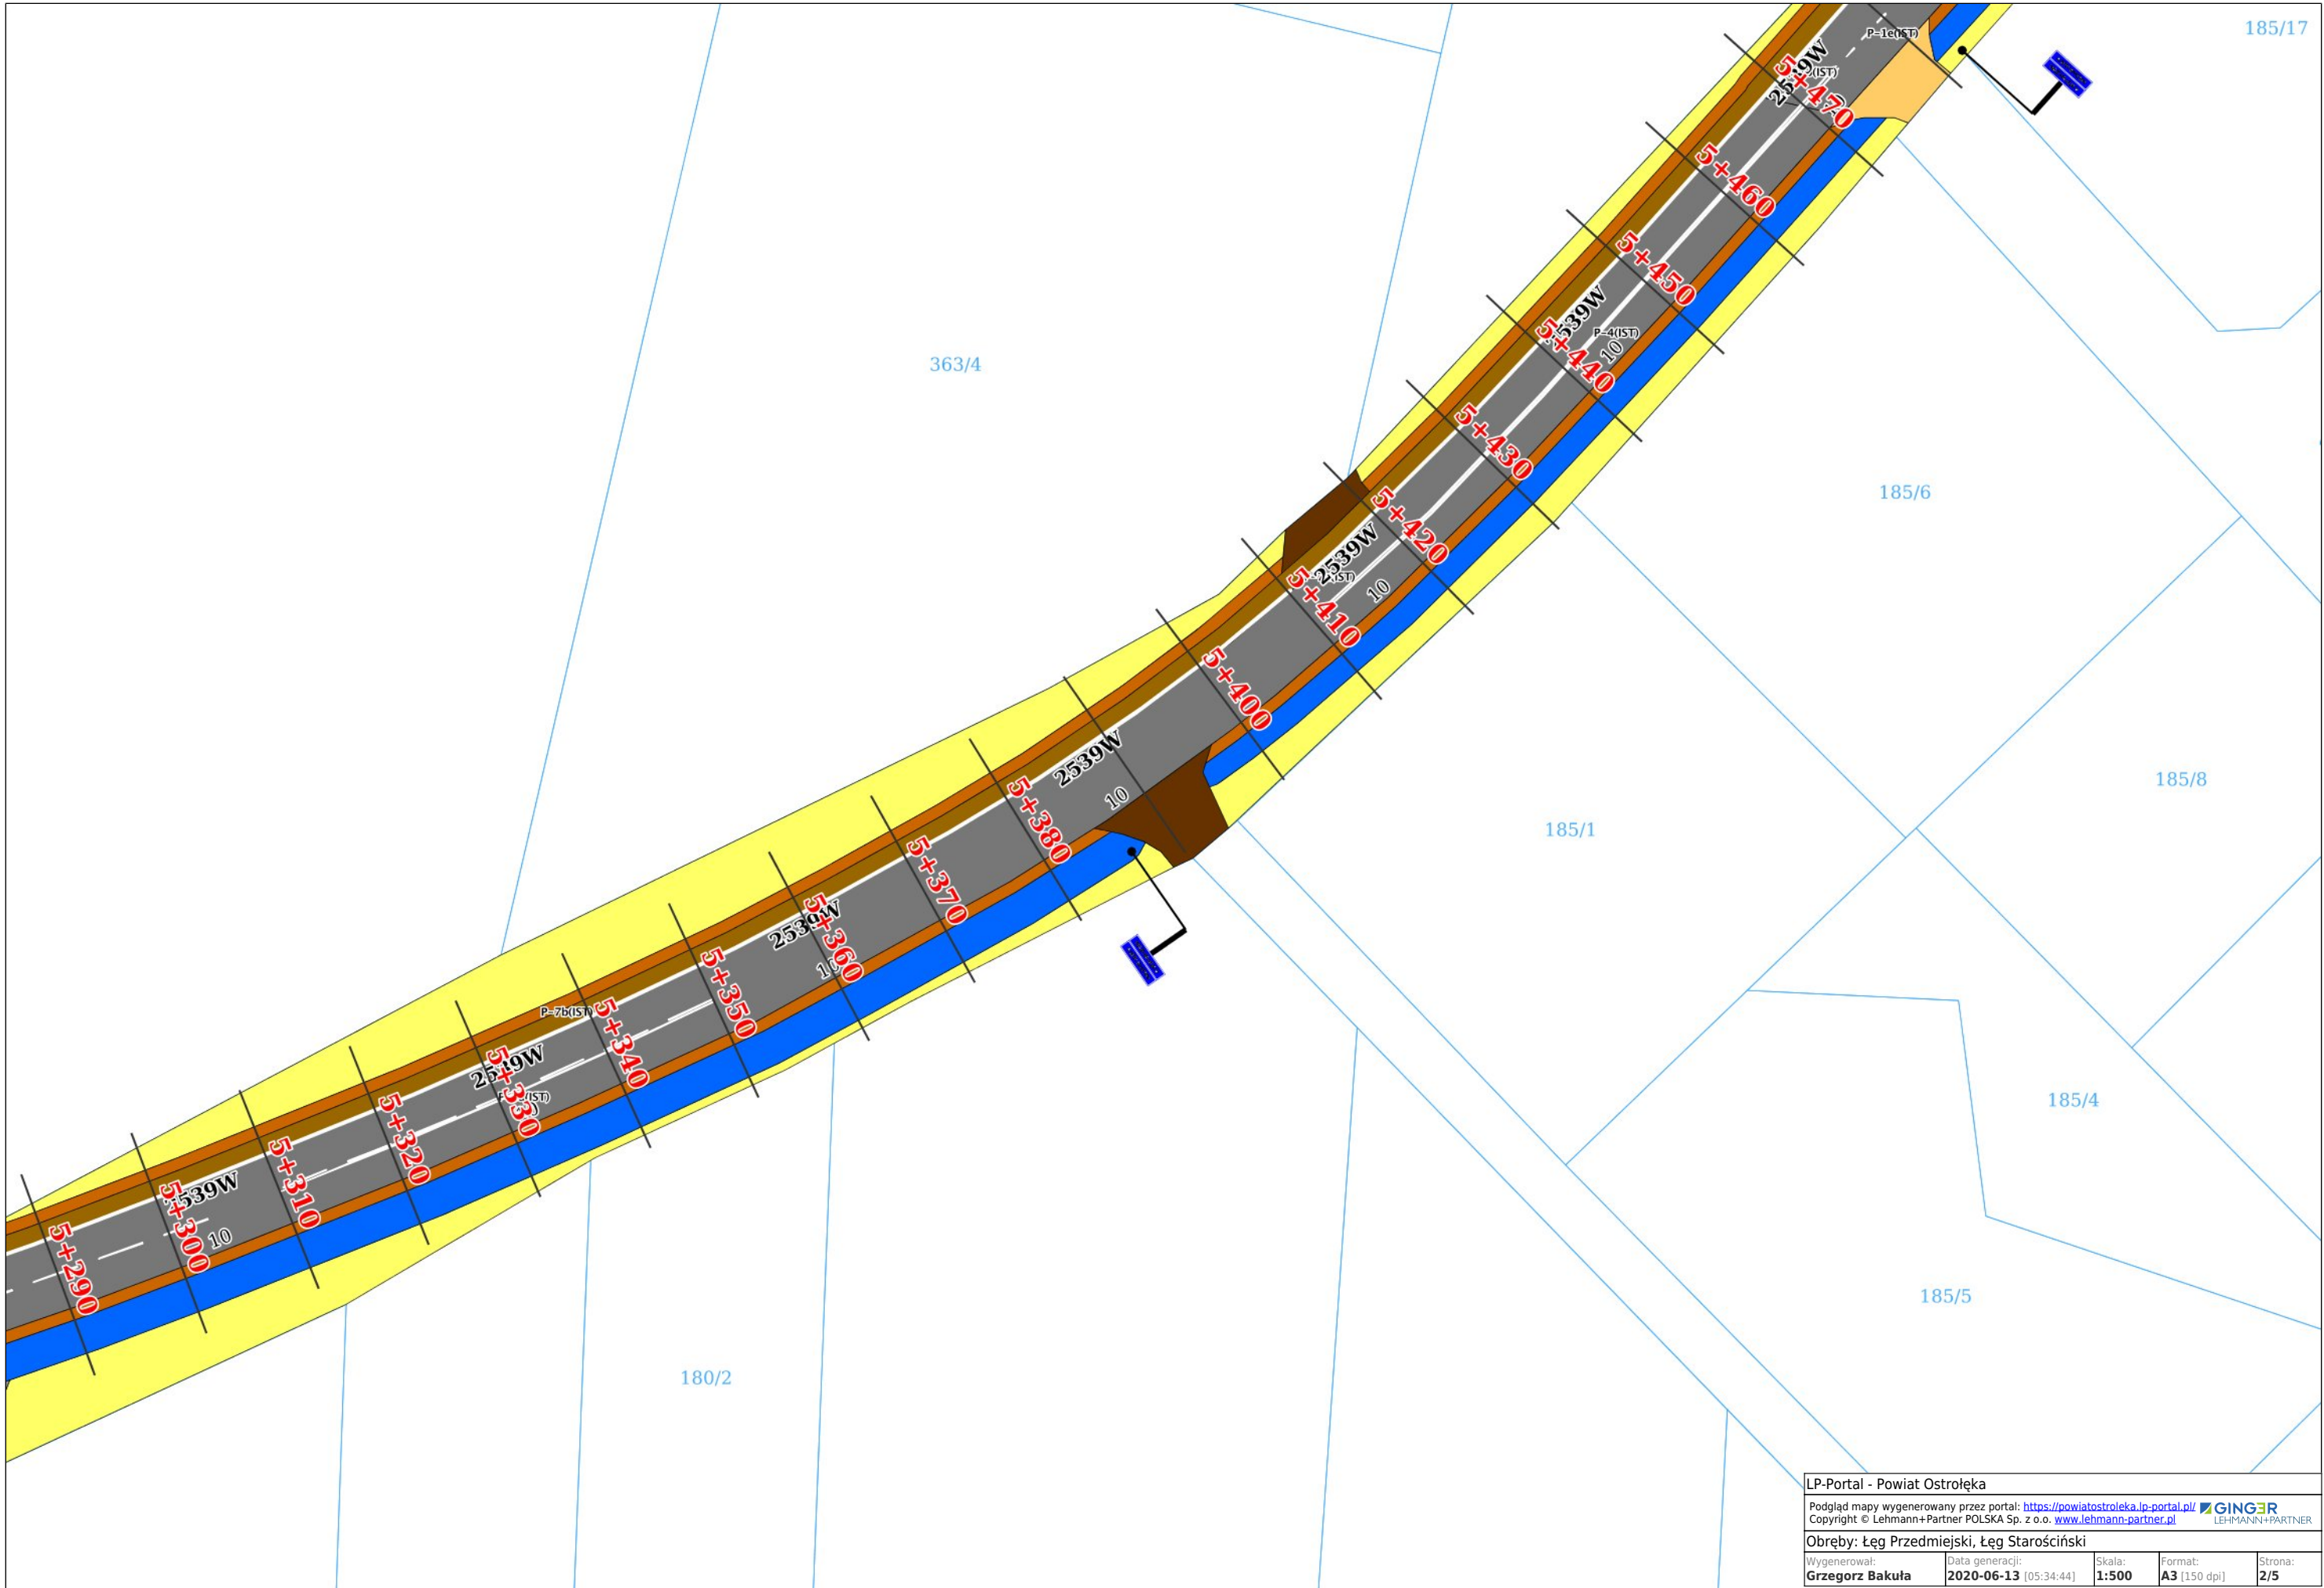 185/17
P-1e(IST)
5+470
5+460
5+450
P-4(IST)
10
5+440
363/4
5+430
185/6
5+420
2539W
10
5+410
5+400
2539W
10
5+380
185/8
185/1
5+370
2539W
5+360
5+350
P-7b(IST)
5+340
5+330
5+320
185/4
5+310
5+300
10
5+290
185/5
180/2
LP-Portal - Powiat Ostrołęka
Podgląd mapy wygenerowany przez portal: https://powiatostroleka.lp-portal.pl/
Copyright © Lehmann+Partner POLSKA Sp. z o.o. www.lehmann-partner.pl
GINGER
LEHMANN+PARTNER
Obręby: Łęg Przedmiejski, Łęg Starościński
Wygenerował: Data generacji: Skala: Format: Strona:
Grzegorz Bakuła 2020-06-13 [05:34:44] 1:500 A3 [150 dpi] 2/5